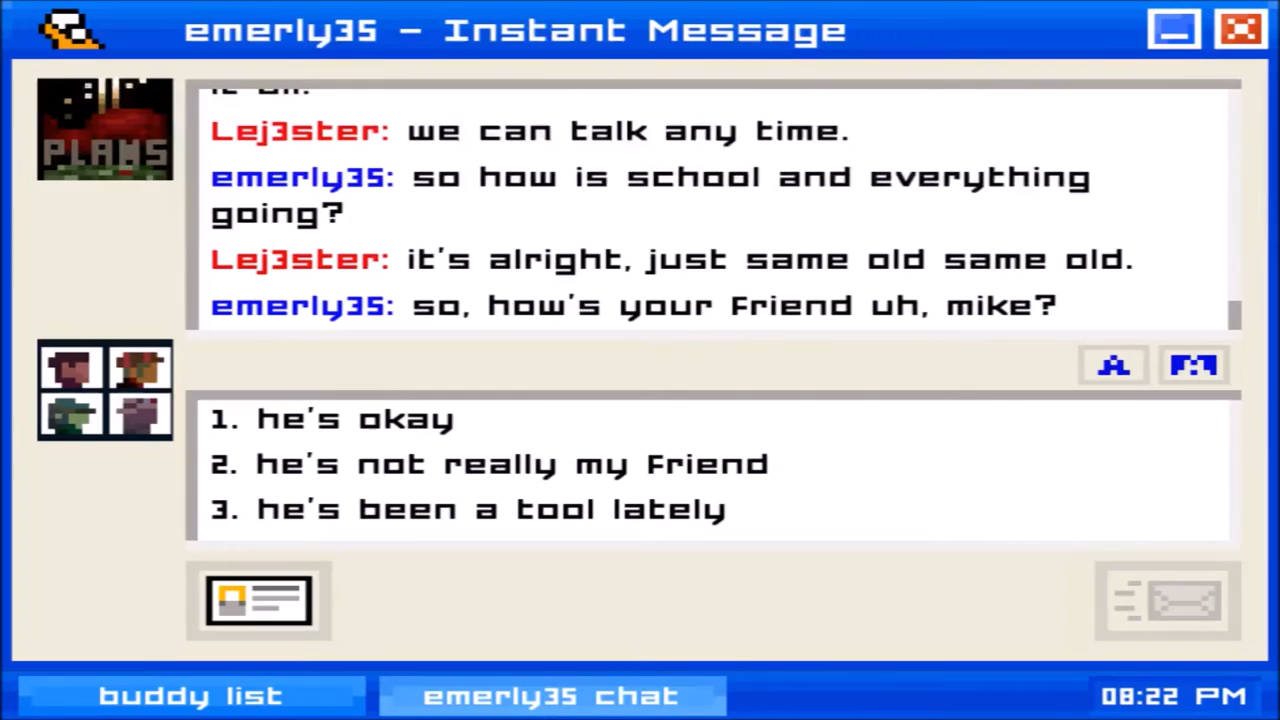 emerly35 - Instant Message
PLAWS
Lej3ster: we can talk any time.
emerly35: so how is school and everything
going?
Lej3ster: it's alright, just same old same old.
emerly35: so, how's your Friend uh, mike?
A
1. he's okay
2. he's not really my Friend
3. he's been a tool lately
buddy list
emerly35 chat
08:22 PM